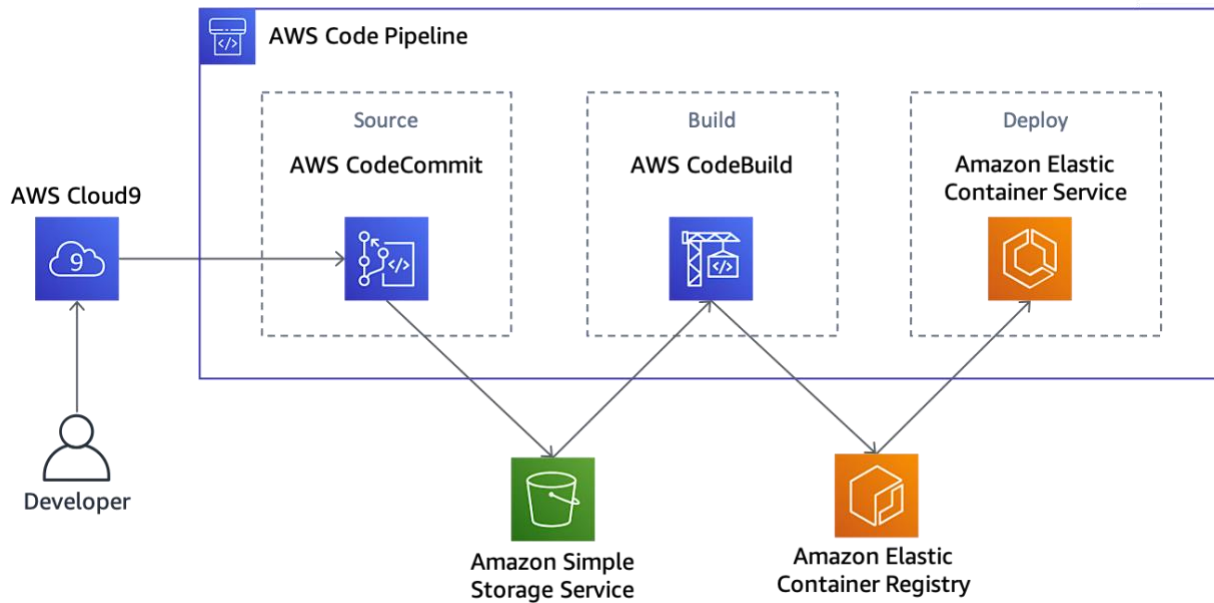 AWS Code Pipeline
Source
AWS CodeCommit
Build
AWS CodeBuild
Deploy
Amazon Elastic
Container Service
AWS Cloud9
9
</>
</>
</>
Developer
Amazon Simple
Storage Service
Amazon Elastic
Container Registry